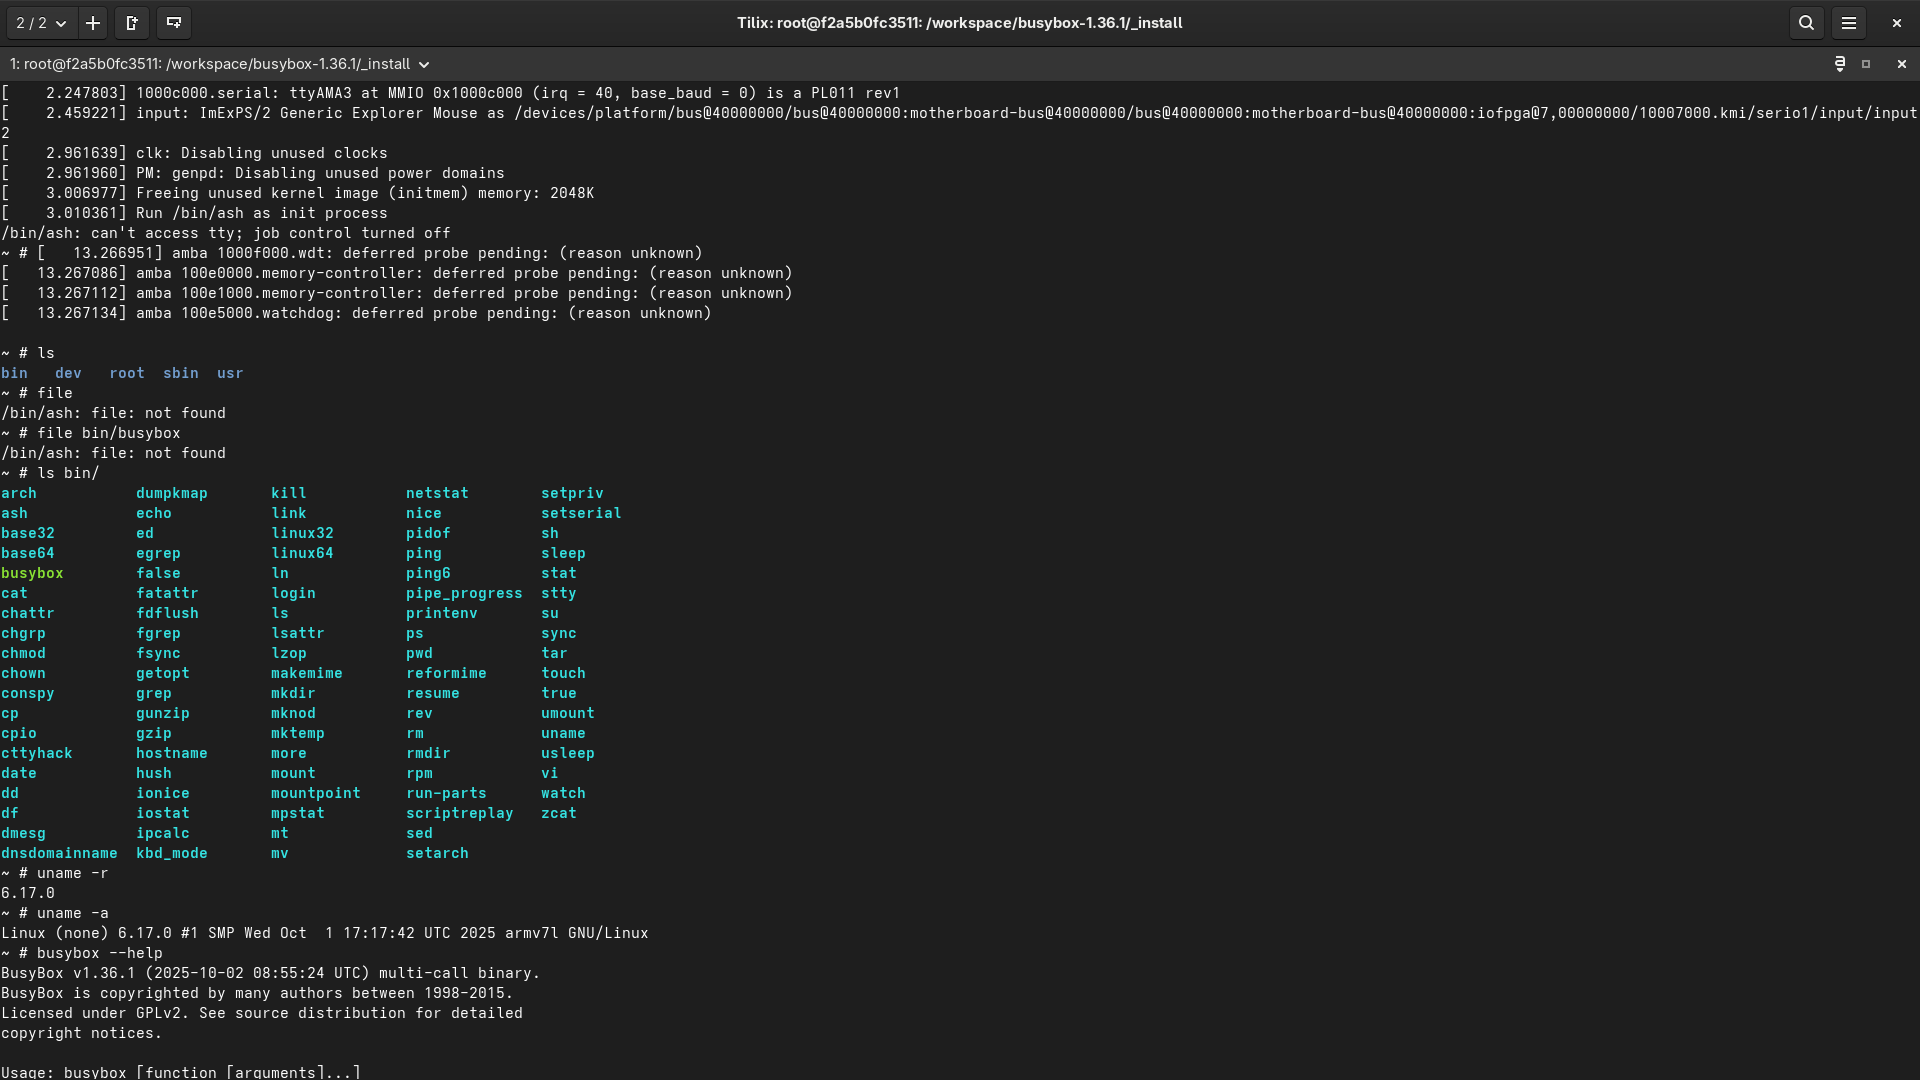 2 / 2
Tilix: root@f2a5b0fc3511: /workspace/busybox-1.36.1/_install
1: root@f2a5b0fc3511: /workspace/busybox-1.36.1/_install
[    2.247803] 1000c000.serial: ttyAMA3 at MMIO 0x1000c000 (irq = 40, base_baud = 0) is a PL011 rev1
[    2.459221] input: ImExPS/2 Generic Explorer Mouse as /devices/platform/bus@40000000/bus@40000000:motherboard-bus@40000000/bus@40000000:motherboard-bus@40000000:iofpga@7,00000000/10007000.kmi/serio1/input/input
2
[    2.961639] clk: Disabling unused clocks
[    2.961960] PM: genpd: Disabling unused power domains
[    3.006977] Freeing unused kernel image (initmem) memory: 2048K
[    3.010361] Run /bin/ash as init process
/bin/ash: can't access tty; job control turned off
~ # [   13.266951] amba 1000f000.wdt: deferred probe pending: (reason unknown)
[   13.267086] amba 100e0000.memory-controller: deferred probe pending: (reason unknown)
[   13.267112] amba 100e1000.memory-controller: deferred probe pending: (reason unknown)
[   13.267134] amba 100e5000.watchdog: deferred probe pending: (reason unknown)
~ # ls
bin   dev   root  sbin  usr
~ # file
/bin/ash: file: not found
~ # file bin/busybox
/bin/ash: file: not found
~ # ls bin/
arch           dumpkmap       kill           netstat        setpriv
ash            echo           link           nice           setserial
base32         ed             linux32        pidof          sh
base64         egrep          linux64        ping           sleep
busybox        false          ln             ping6          stat
cat            fatattr        login          pipe_progress  stty
chattr         fdflush        ls             printenv       su
chgrp          fgrep          lsattr         ps             sync
chmod          fsync          lzop           pwd            tar
chown          getopt         makemime       reformime      touch
conspy         grep           mkdir          resume         true
cp             gunzip         mknod          rev            umount
cpio           gzip           mktemp         rm             uname
cttyhack       hostname       more           rmdir          usleep
date           hush           mount          rpm            vi
dd             ionice         mountpoint     run-parts      watch
df             iostat         mpstat         scriptreplay   zcat
dmesg          ipcalc         mt             sed
dnsdomainname  kbd_mode       mv             setarch
~ # uname -r
6.17.0
~ # uname -a
Linux (none) 6.17.0 #1 SMP Wed Oct  1 17:17:42 UTC 2025 armv7l GNU/Linux
~ # busybox --help
BusyBox v1.36.1 (2025-10-02 08:55:24 UTC) multi-call binary.
BusyBox is copyrighted by many authors between 1998-2015.
Licensed under GPLv2. See source distribution for detailed
copyright notices.
Usage: busybox [function [arguments]...]